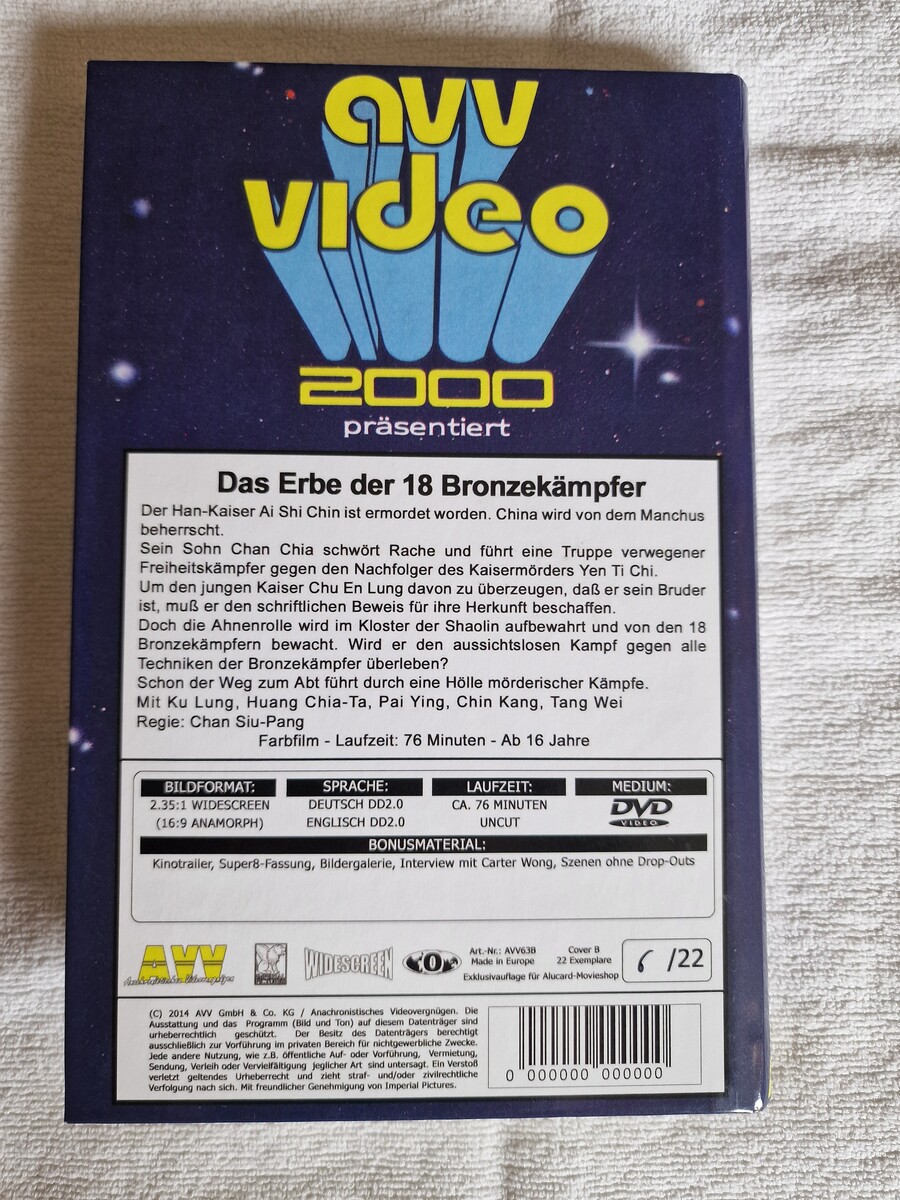 avv
video
2000
präsentiert
Das Erbe der 18 Bronzekämpfer
Der Han-Kaiser Ai Shi Chin ist ermordet worden. China wird von dem Manchus
beherrscht.
Sein Sohn Chan Chia schwört Rache und führt eine Truppe verwegener
Freiheitskämpfer gegen den Nachfolger des Kaisermörders Yen Ti Chi.
Um den jungen Kaiser Chu En Lung davon zu überzeugen, daß er sein Bruder
ist, muß er den schriftlichen Beweis für ihre Herkunft beschaffen.
Doch die Ahnenrolle wird im Kloster der Shaolin aufbewahrt und von den 18
Bronzekämpfern bewacht. Wird er den aussichtslosen Kampf gegen alle
Techniken der Bronzekämpfer überleben?
Schon der Weg zum Abt führt durch eine Hölle mörderischer Kämpfe.
Mit Ku Lung, Huang Chia-Ta, Pai Ying, Chin Kang, Tang Wei
Regie: Chan Siu-Pang
Farbfilm - Laufzeit: 76 Minuten - Ab 16 Jahre
BILDFORMAT: SPRACHE: LAUFZEIT: MEDIUM:
2.35:1 WIDESCREEN DEUTSCH DD2.0 CA. 76 MINUTEN DVD
(16:9 ANAMORPH) ENGLISCH DD2.0 UNCUT VIDEO
BONUSMATERIAL:
Kinotrailer, Super8-Fassung, Bildergalerie, Interview mit Carter Wong, Szenen ohne Drop-Outs
AVV WIDESCREEN 0 Art.-Nr.: AVV63B Cover B 6 /22
Made in Europe 22 Exemplare
Exklusivauflage für Alucard-Movieshop
(C) 2014 AVV GmbH & Co. KG / Anachronistisches Videovergnügen. Die
Ausstattung und das Programm (Bild und Ton) auf diesem Datenträger sind
urheberrechtlich geschützt. Der Besitz des Datenträgers berechtigt
ausschließlich zur Vorführung im privaten Bereich für nichtgewerbliche Zwecke.
Jede andere Nutzung, wie z.B. öffentliche Auf- oder Vorführung, Vermietung,
Sendung, Verleih oder Vervielfältigung jeglicher Art sind untersagt. Ein Verstoß
verletzt geltendes Urheberrecht und zieht straf- und/oder zivilrechtliche
Verfolgung nach sich. Mit freundlicher Genehmigung von Imperial Pictures.
0 000000 000000